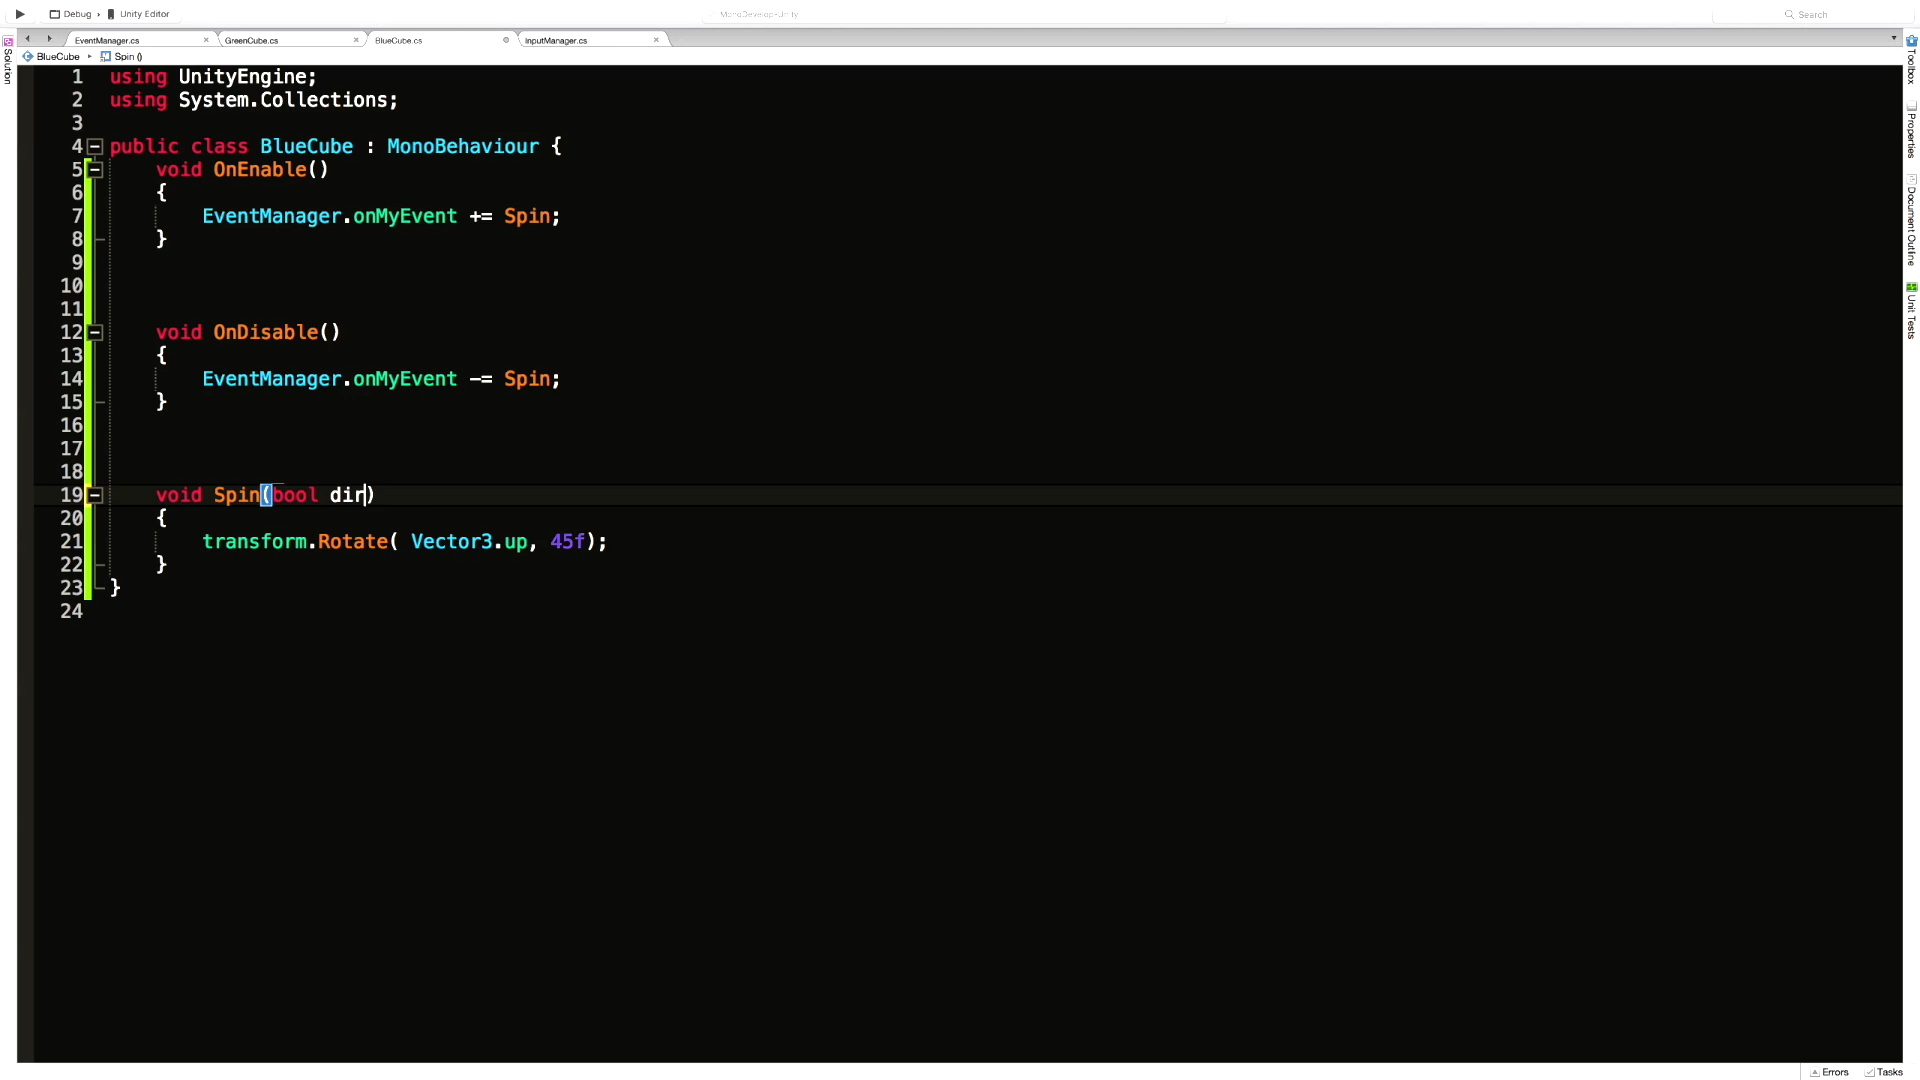 Debug › Unity Editor
MonoDevelop-Unity
Search
EventManager.cs
GreenCube.cs
BlueCube.cs
InputManager.cs
BlueCube
Spin ()
Solution
1 using UnityEngine;
2 using System.Collections;
3
4 public class BlueCube : MonoBehaviour {
5 void OnEnable()
6 {
7 EventManager.onMyEvent += Spin;
8 }
9
10
11
12 void OnDisable()
13 {
14 EventManager.onMyEvent -= Spin;
15 }
16
17
18
19 void Spin(bool dir)
20 {
21 transform.Rotate( Vector3.up, 45f);
22 }
23 }
24
Toolbox
Properties
Document Outline
Unit Tests
Errors
Tasks